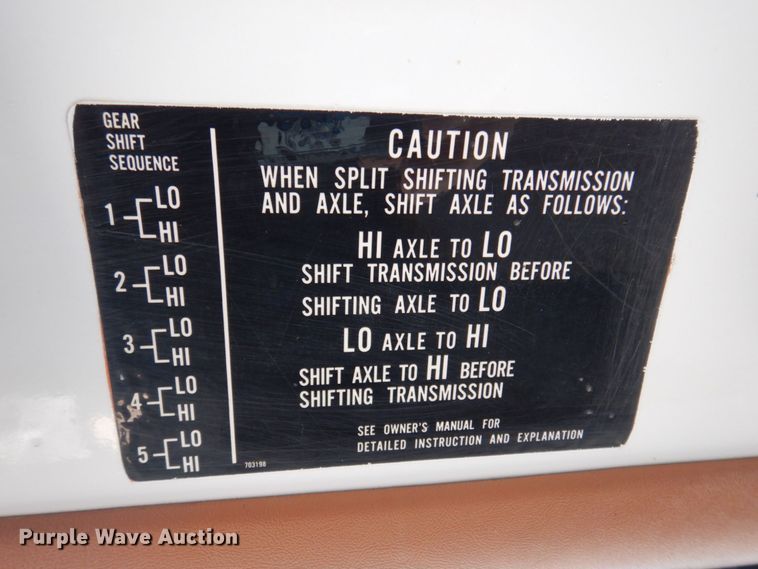 GEAR
SHIFT
SEQUENCE
1 LO
HI
2 LO
HI
3 LO
HI
4 LO
HI
5 LO
HI
CAUTION
WHEN SPLIT SHIFTING TRANSMISSION
AND AXLE, SHIFT AXLE AS FOLLOWS:
HI AXLE TO LO
SHIFT TRANSMISSION BEFORE
SHIFTING AXLE TO LO
LO AXLE TO HI
SHIFT AXLE TO HI BEFORE
SHIFTING TRANSMISSION
SEE OWNER'S MANUAL FOR
DETAILED INSTRUCTION AND EXPLANATION
703198
Purple Wave Auction